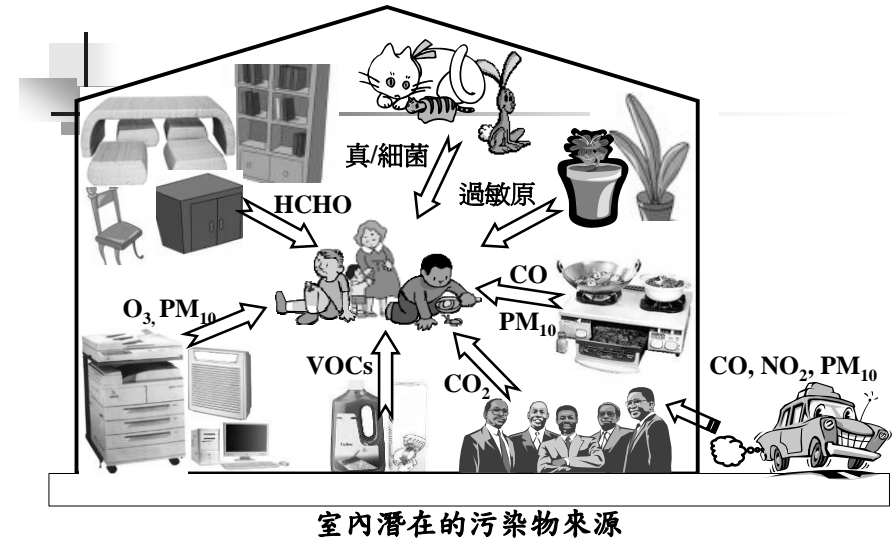 真/細菌
過敏原
HCHO
CO
PM₁₀
O₃, PM₁₀
VOCs
CO₂
CO, NO₂, PM₁₀
室內潛在的污染物來源